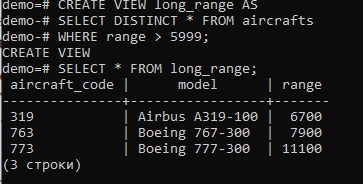 demo=# CREATE VIEW long_range AS
demo-# SELECT DISTINCT * FROM aircrafts
demo-# WHERE range > 5999;
CREATE VIEW
demo=# SELECT * FROM long_range;
 aircraft_code |      model      | range
---------------+-----------------+-------
 319           | Airbus A319-100 |  6700
 763           | Boeing 767-300  |  7900
 773           | Boeing 777-300  | 11100
(3 строки)